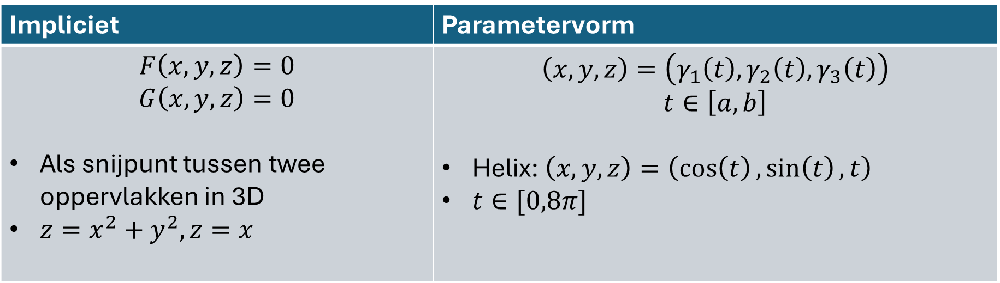 Impliciet
Parametervorm
F(x, y, z) = 0
G(x, y, z) = 0
• Als snijpunt tussen twee
oppervlakken in 3D
• z = x² + y², z = x
(x, y, z) = (γ₁(t), γ₂(t), γ₃(t))
t ∈ [a, b]
• Helix: (x, y, z) = (cos(t) , sin(t) , t)
• t ∈ [0,8π]